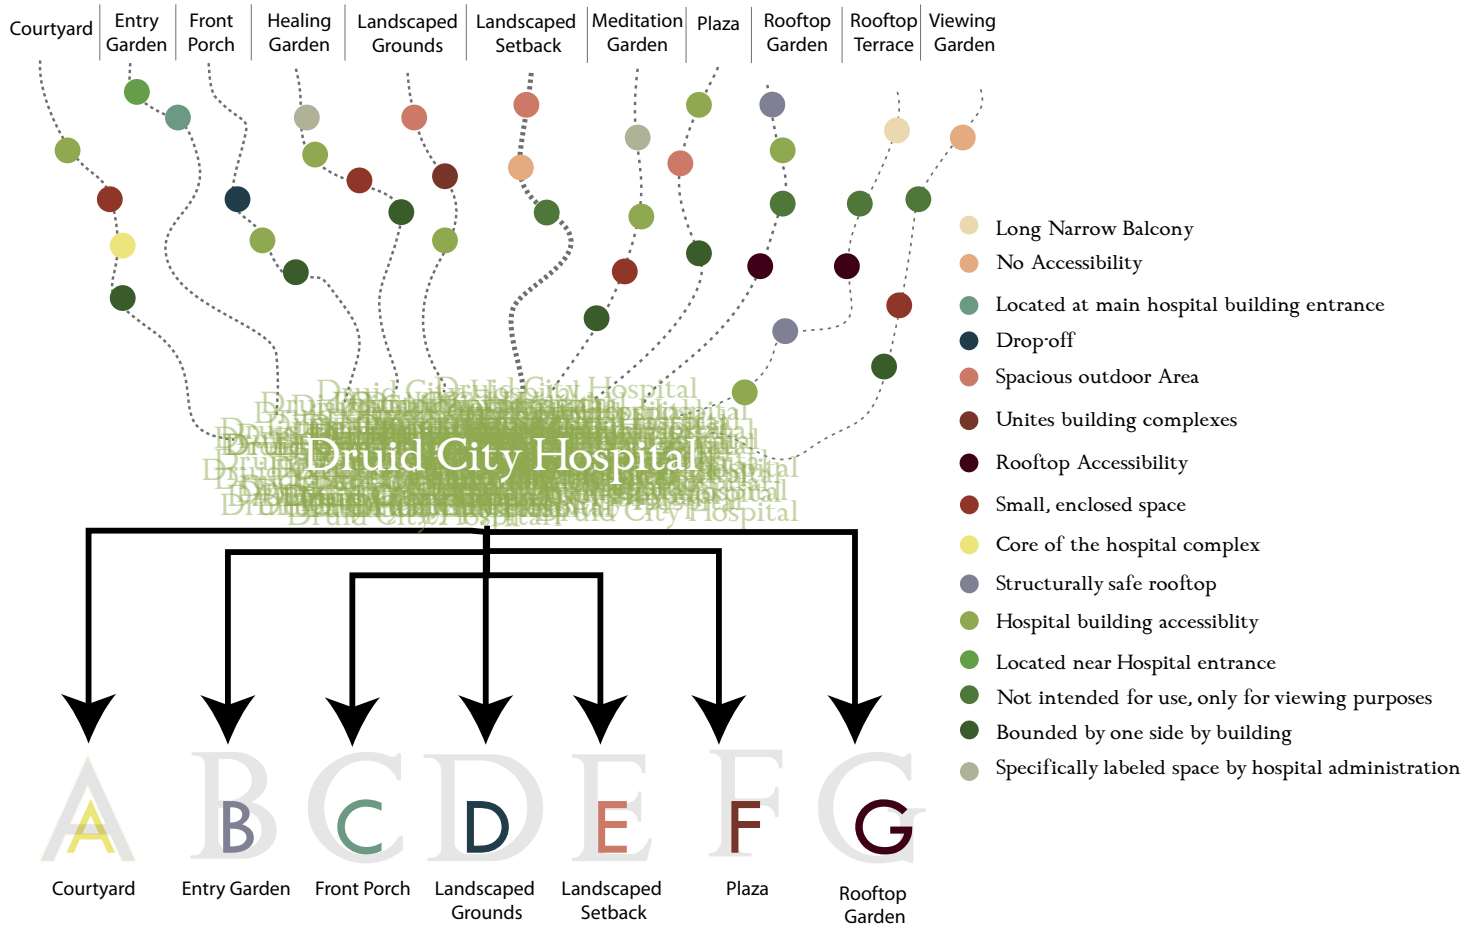 Courtyard
Entry
Garden
Front
Porch
Healing
Garden
Landscaped
Grounds
Landscaped
Setback
Meditation
Garden
Plaza
Rooftop
Garden
Rooftop
Terrace
Viewing
Garden
Long Narrow Balcony
No Accessibility
Located at main hospital building entrance
Drop-off
Spacious outdoor Area
Unites building complexes
Rooftop Accessibility
Small, enclosed space
Core of the hospital complex
Structurally safe rooftop
Hospital building accessiblity
Located near Hospital entrance
Not intended for use, only for viewing purposes
Bounded by one side by building
Specifically labeled space by hospital administration
Druid City Hospital
A
B
C
D
E
F
G
A
B
C
D
E
F
G
Courtyard
Entry Garden
Front Porch
Landscaped
Grounds
Landscaped
Setback
Plaza
Rooftop
Garden